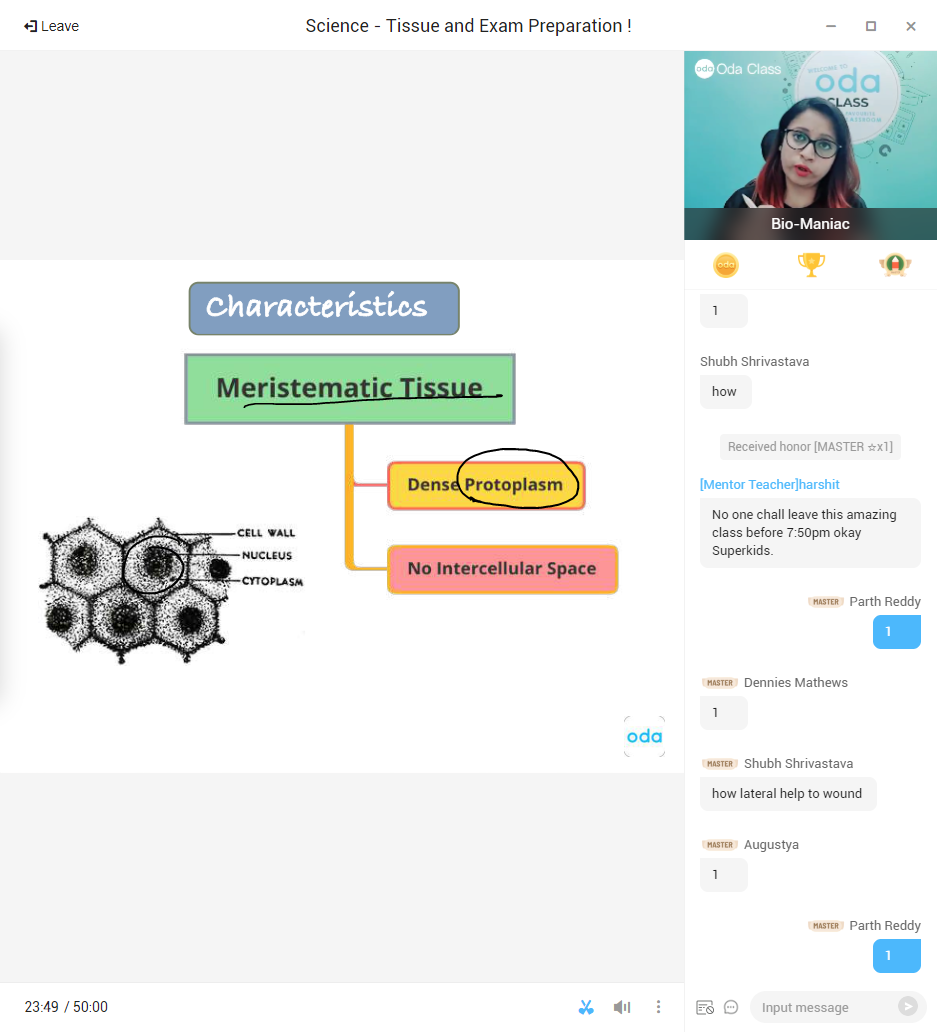 Leave
Science - Tissue and Exam Preparation !
Characteristics
Meristematic Tissue
Dense Protoplasm
No Intercellular Space
CELL WALL
NUCLEUS
CYTOPLASM
oda
23:49 / 50:00
oda Oda Class
WELCOME TO
oda
CLASS
Bio-Maniac
oda
1
Shubh Shrivastava
how
Received honor [MASTER ☆x1]
[Mentor Teacher]harshit
No one chall leave this amazing
class before 7:50pm okay
Superkids.
MASTER Parth Reddy
1
MASTER Dennies Mathews
1
MASTER Shubh Shrivastava
how lateral help to wound
MASTER Augustya
1
MASTER Parth Reddy
1
Input message